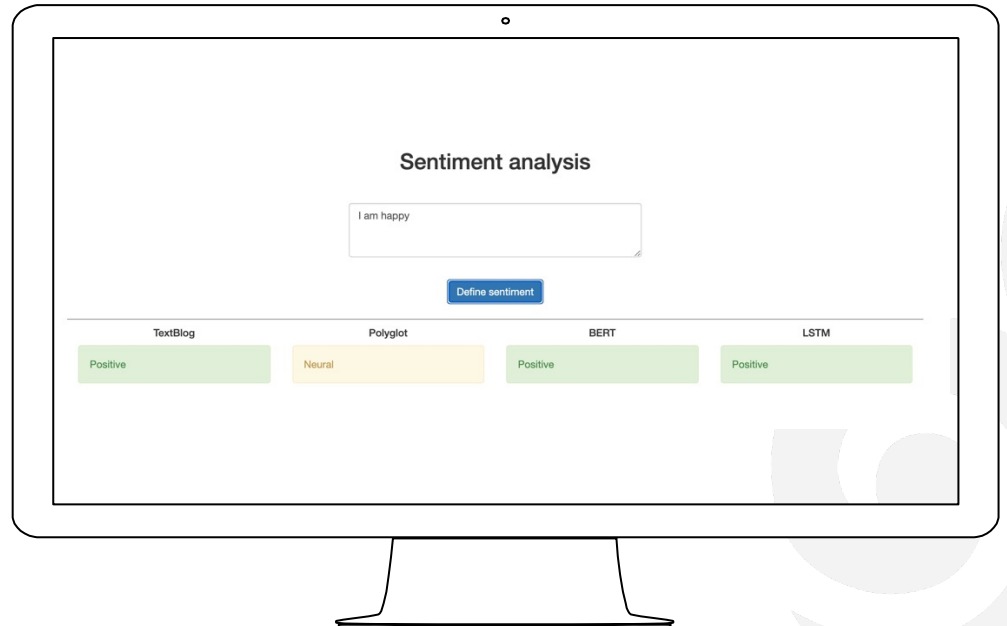 Sentiment analysis
I am happy
Define sentiment
TextBlog Polyglot BERT LSTM
Positive Neural Positive Positive